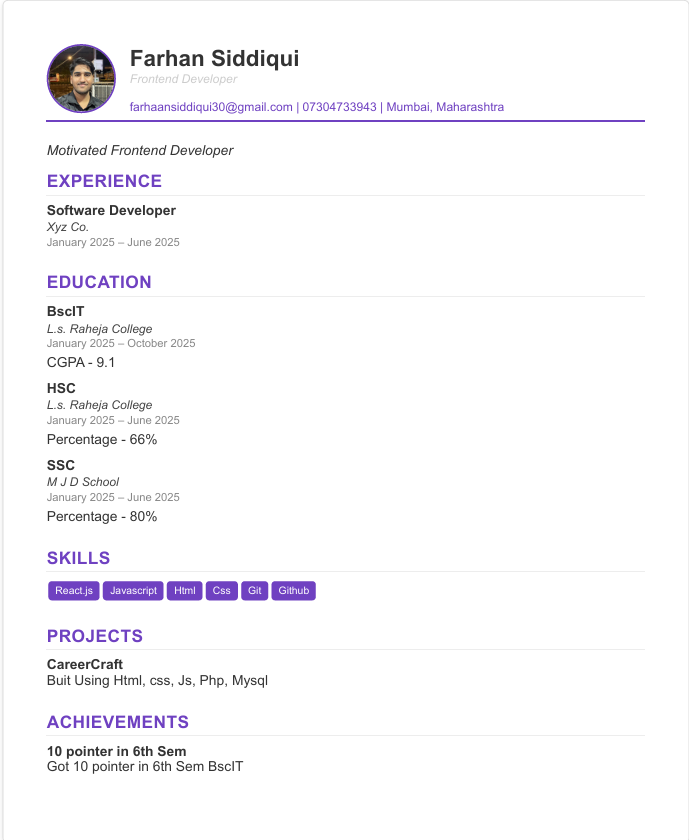 Farhan Siddiqui
Frontend Developer
farhaansiddiqui30@gmail.com | 07304733943 | Mumbai, Maharashtra
Motivated Frontend Developer
EXPERIENCE
Software Developer
Xyz Co.
January 2025 – June 2025
EDUCATION
BscIT
L.s. Raheja College
January 2025 – October 2025
CGPA - 9.1
HSC
L.s. Raheja College
January 2025 – June 2025
Percentage - 66%
SSC
M J D School
January 2025 – June 2025
Percentage - 80%
SKILLS
React.js Javascript Html Css Git Github
PROJECTS
CareerCraft
Buit Using Html, css, Js, Php, Mysql
ACHIEVEMENTS
10 pointer in 6th Sem
Got 10 pointer in 6th Sem BscIT